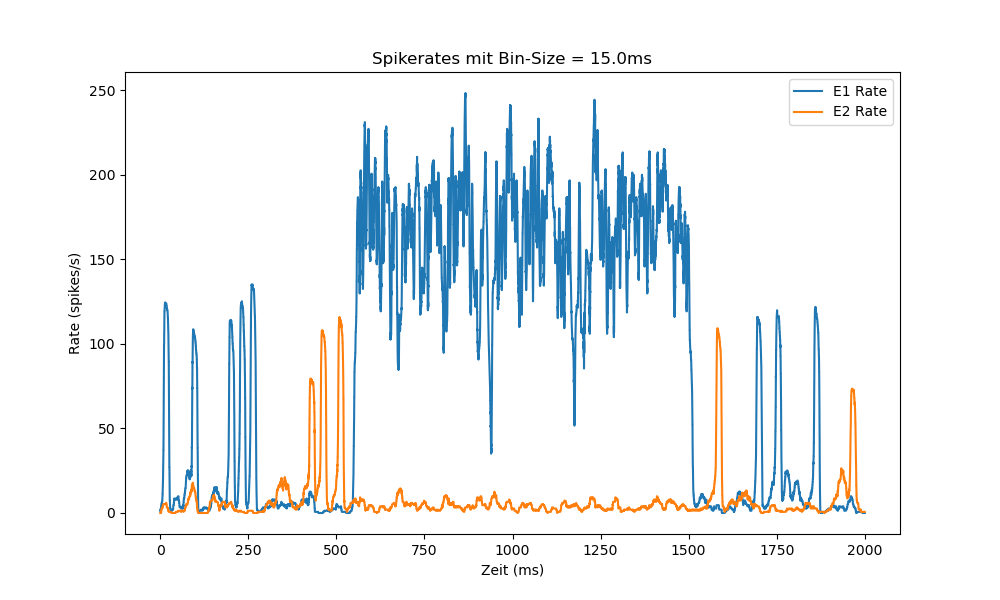 Spikerates mit Bin-Size = 15.0ms
E1 Rate
E2 Rate
Rate (spikes/s)
250
200
150
100
50
0
0 250 500 750 1000 1250 1500 1750 2000
Zeit (ms)